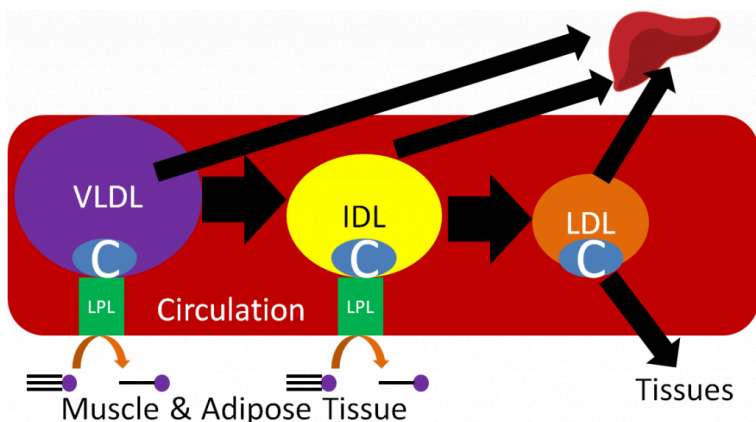 VLDL
IDL
LDL
C
C
C
LPL
LPL
Circulation
Tissues
Muscle & Adipose Tissue